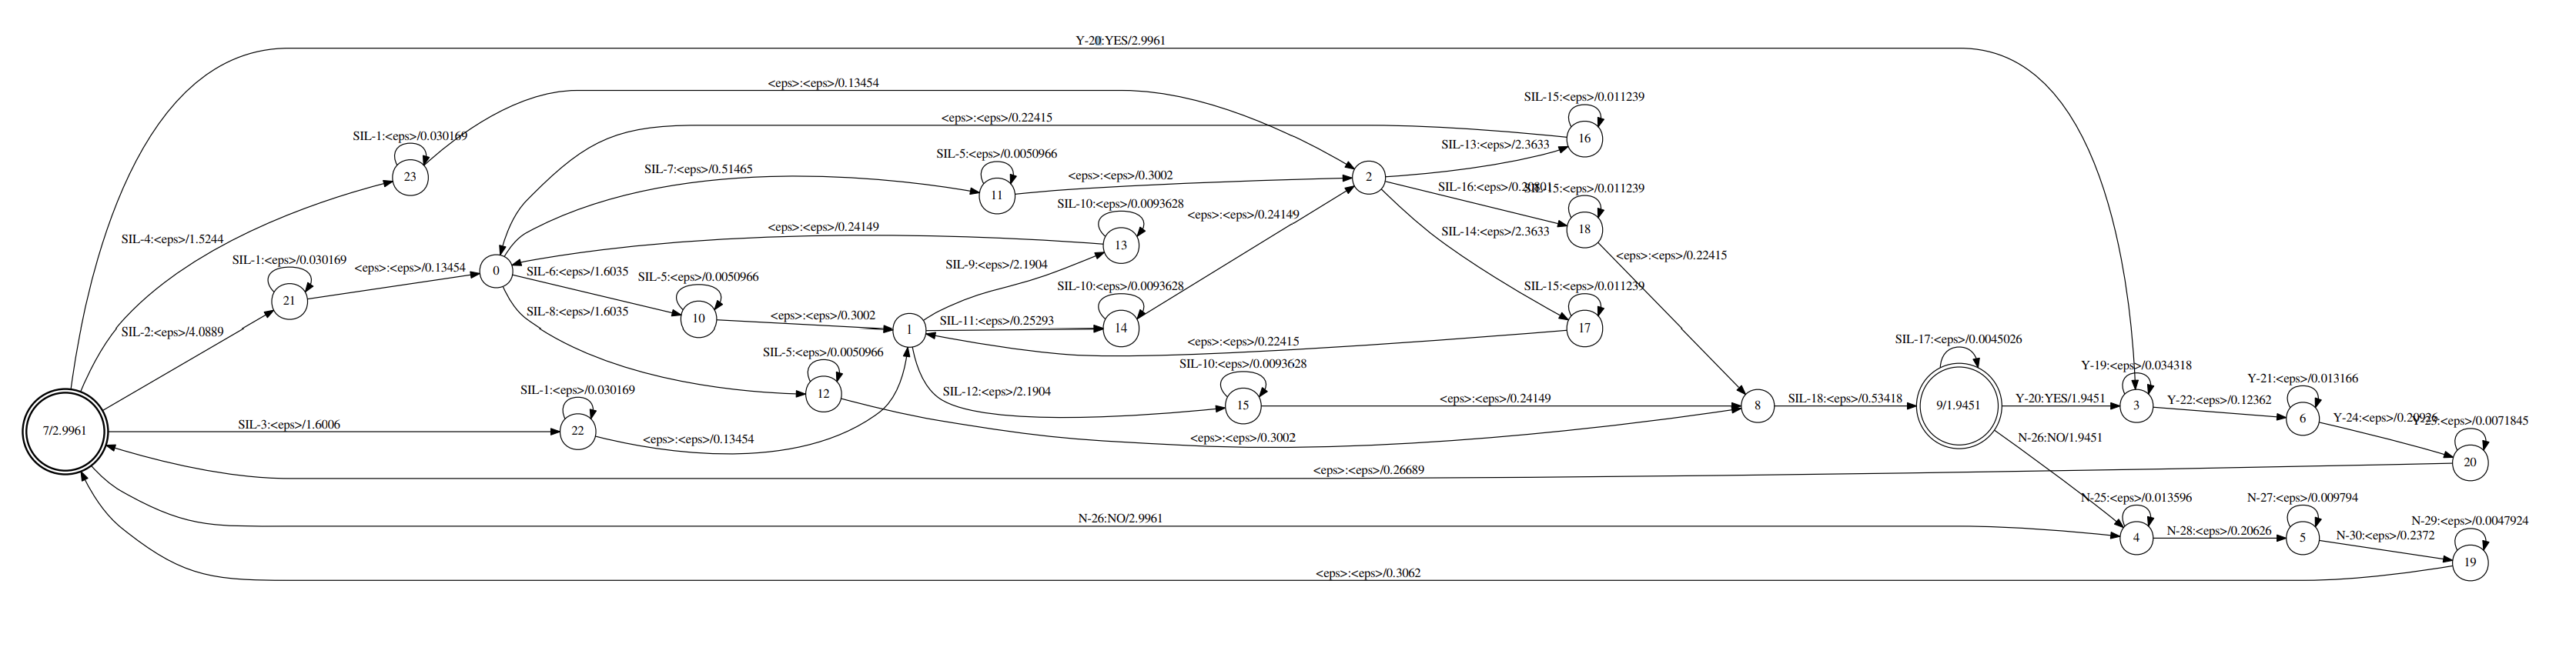 Y-20:YES/2.9961
<eps>:<eps>/0.13454
SIL-15:<eps>/0.011239
<eps>:<eps>/0.22415
SIL-1:<eps>/0.030169
16
SIL-13:<eps>/2.3633
SIL-5:<eps>/0.0050966
SIL-7:<eps>/0.51465
<eps>:<eps>/0.3002
23
2
SIL-16:<eps>/0.20801
SIL-15:<eps>/0.011239
11
SIL-10:<eps>/0.0093628
<eps>:<eps>/0.24149
<eps>:<eps>/0.24149
18
SIL-14:<eps>/2.3633
SIL-4:<eps>/1.5244
13
<eps>:<eps>/0.22415
SIL-1:<eps>/0.030169
<eps>:<eps>/0.13454
0
SIL-6:<eps>/1.6035
SIL-9:<eps>/2.1904
SIL-5:<eps>/0.0050966
SIL-10:<eps>/0.0093628
SIL-15:<eps>/0.011239
21
SIL-8:<eps>/1.6035
10
<eps>:<eps>/0.3002
1
SIL-11:<eps>/0.25293
14
17
SIL-2:<eps>/4.0889
<eps>:<eps>/0.22415
SIL-17:<eps>/0.0045026
SIL-5:<eps>/0.0050966
SIL-10:<eps>/0.0093628
Y-19:<eps>/0.034318
Y-21:<eps>/0.013166
SIL-1:<eps>/0.030169
12
SIL-12:<eps>/2.1904
15
<eps>:<eps>/0.24149
8
SIL-18:<eps>/0.53418
9/1.9451
Y-20:YES/1.9451
3
Y-22:<eps>/0.12362
6
Y-24:<eps>/0.20926
Y-23:<eps>/0.0071845
7/2.9961
SIL-3:<eps>/1.6006
22
<eps>:<eps>/0.13454
<eps>:<eps>/0.3002
N-26:NO/1.9451
20
<eps>:<eps>/0.26689
N-25:<eps>/0.013596
N-27:<eps>/0.009794
N-26:NO/2.9961
N-29:<eps>/0.0047924
4
N-28:<eps>/0.20626
5
N-30:<eps>/0.2372
19
<eps>:<eps>/0.3062